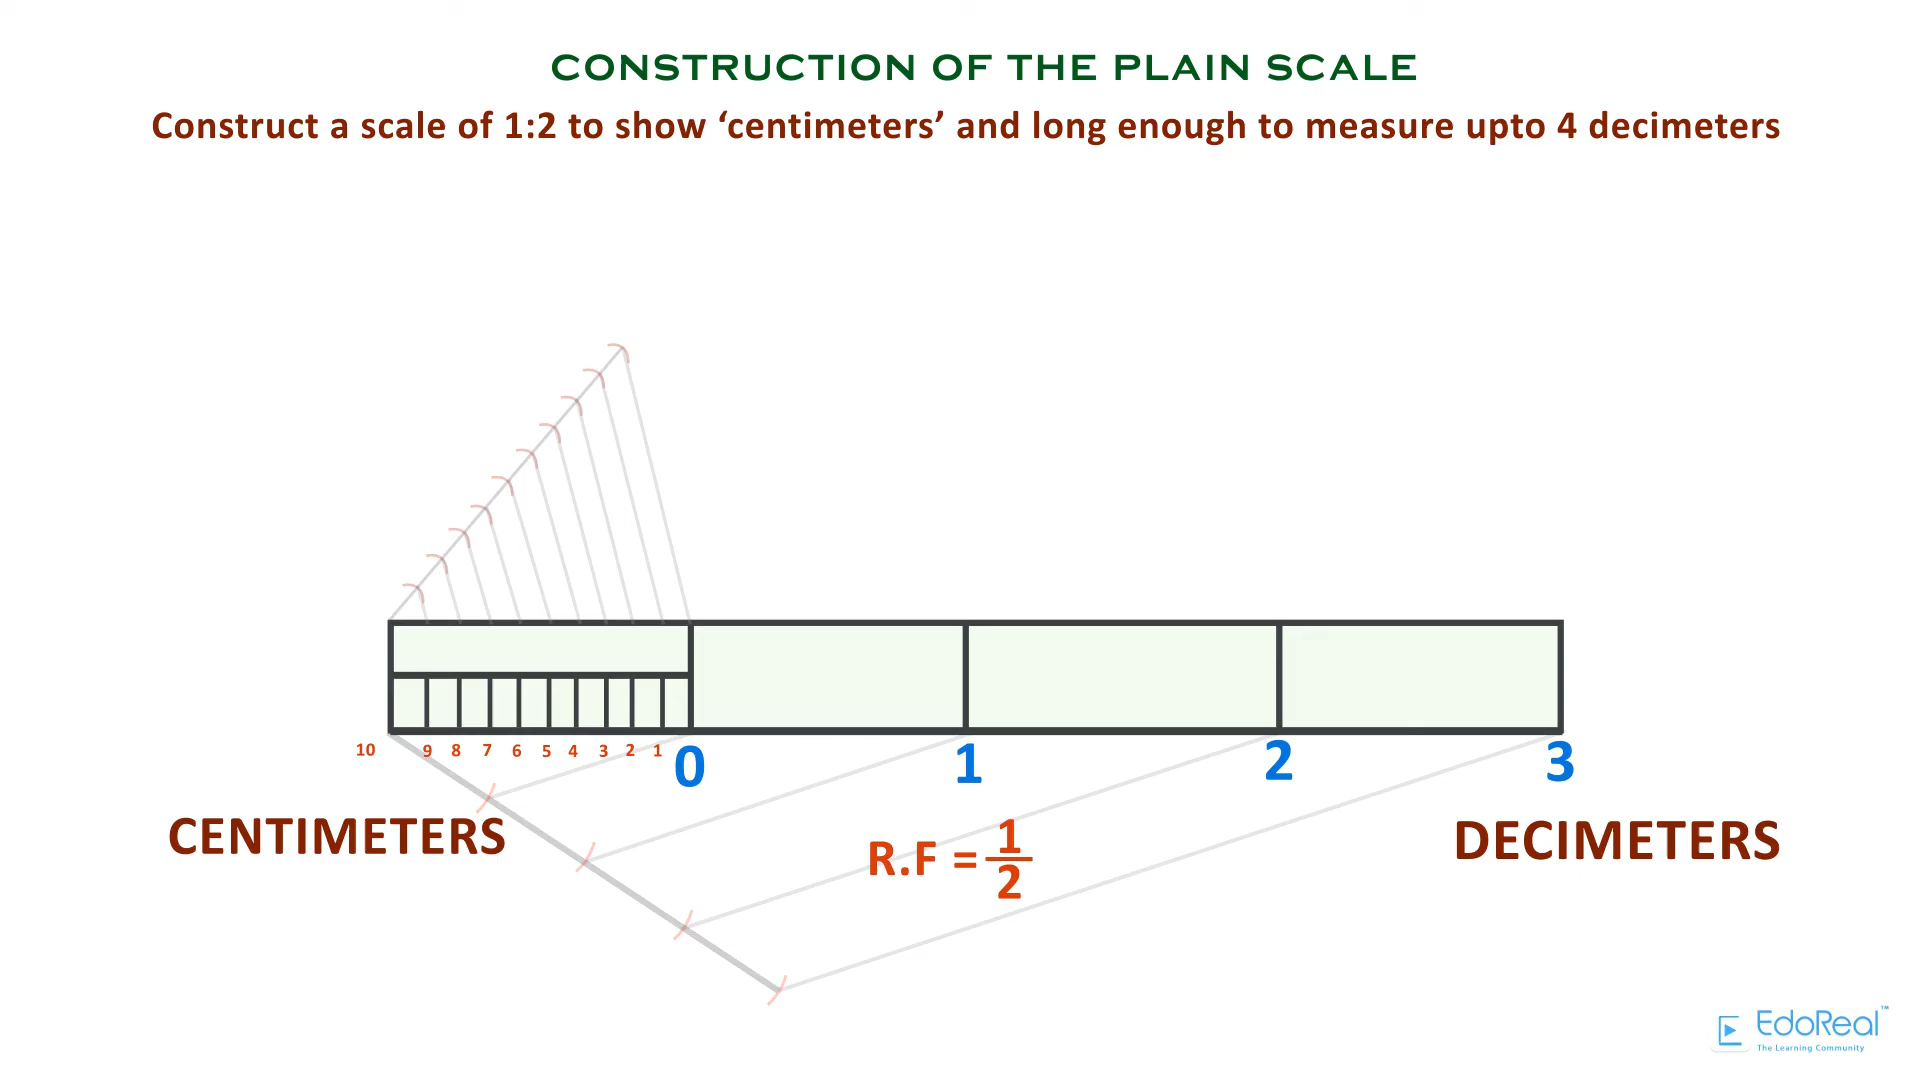 CONSTRUCTION OF THE PLAIN SCALE
Construct a scale of 1:2 to show ‘centimeters’ and long enough to measure upto 4 decimeters
10 9 8 7 6 5 4 3 2 1 0 1 2 3
CENTIMETERS
DECIMETERS
R.F = 1
2
EdoReal™
The Learning Community